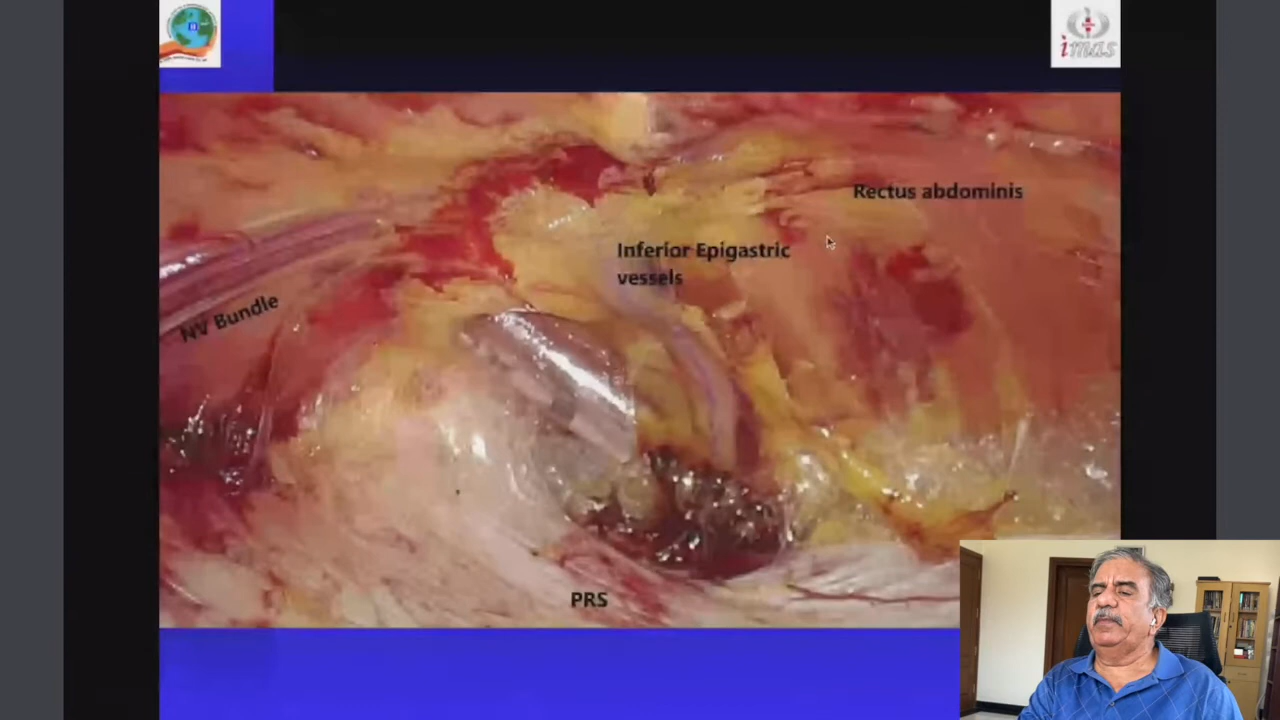 imas
Rectus abdominis
Inferior Epigastric
vessels
NV Bundle
PRS